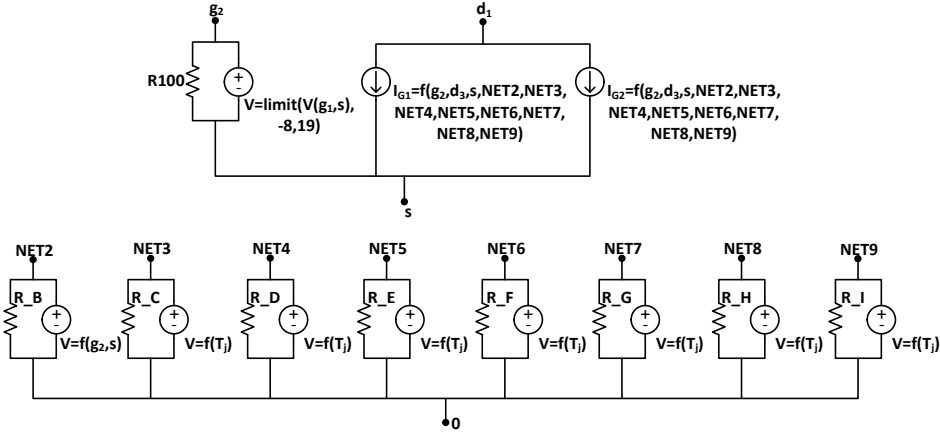 g2
d1
R100
V=limit(V(g1,s),
-8,19)
IG1=f(g2,d3,s,NET2,NET3,
NET4,NET5,NET6,NET7,
NET8,NET9)
IG2=f(g2,d3,s,NET2,NET3,
NET4,NET5,NET6,NET7,
NET8,NET9)
s
NET2
NET3
NET4
NET5
NET6
NET7
NET8
NET9
R_B
R_C
R_D
R_E
R_F
R_G
R_H
R_I
V=f(g2,s)
V=f(Tj)
V=f(Tj)
V=f(Tj)
V=f(Tj)
V=f(Tj)
V=f(Tj)
V=f(Tj)
0